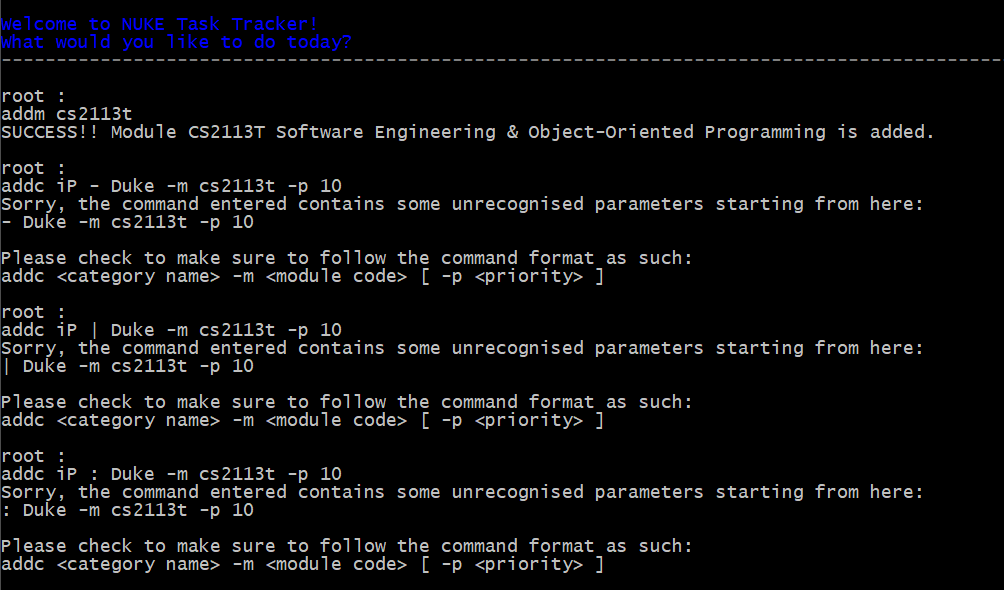 Welcome to NUKE Task Tracker!
What would you like to do today?
-------------------------------------------------------------------------------------------
root :
addm cs2113t
SUCCESS!! Module CS2113T Software Engineering & Object-Oriented Programming is added.
root :
addc iP - Duke -m cs2113t -p 10
Sorry, the command entered contains some unrecognised parameters starting from here:
- Duke -m cs2113t -p 10
Please check to make sure to follow the command format as such:
addc <category name> -m <module code> [ -p <priority> ]
root :
addc iP | Duke -m cs2113t -p 10
Sorry, the command entered contains some unrecognised parameters starting from here:
| Duke -m cs2113t -p 10
Please check to make sure to follow the command format as such:
addc <category name> -m <module code> [ -p <priority> ]
root :
addc iP : Duke -m cs2113t -p 10
Sorry, the command entered contains some unrecognised parameters starting from here:
: Duke -m cs2113t -p 10
Please check to make sure to follow the command format as such:
addc <category name> -m <module code> [ -p <priority> ]